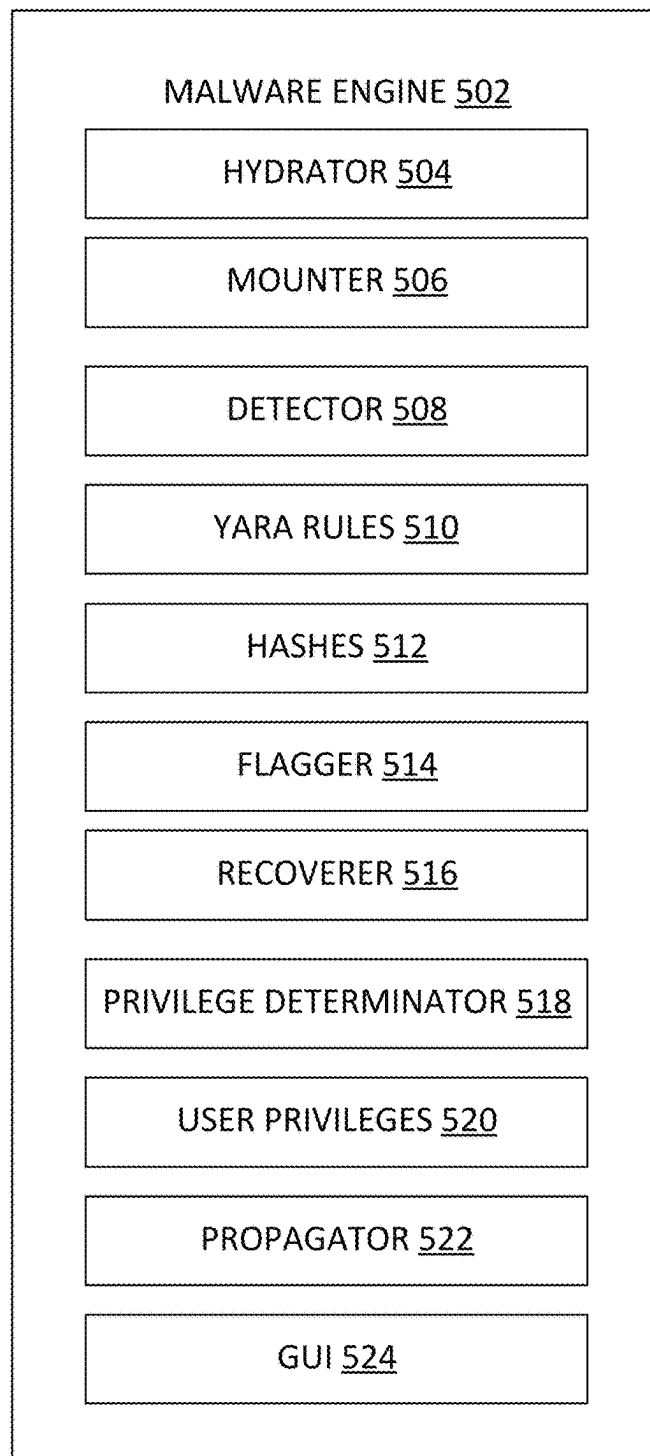 MALWARE ENGINE 502
HYDRATOR 504
MOUNTER 506
DETECTOR 508
YARA RULES 510
HASHES 512
FLAGGER 514
RECOVERER 516
PRIVILEGE DETERMINATOR 518
USER PRIVILEGES 520
PROPAGATOR 522
GUI 524